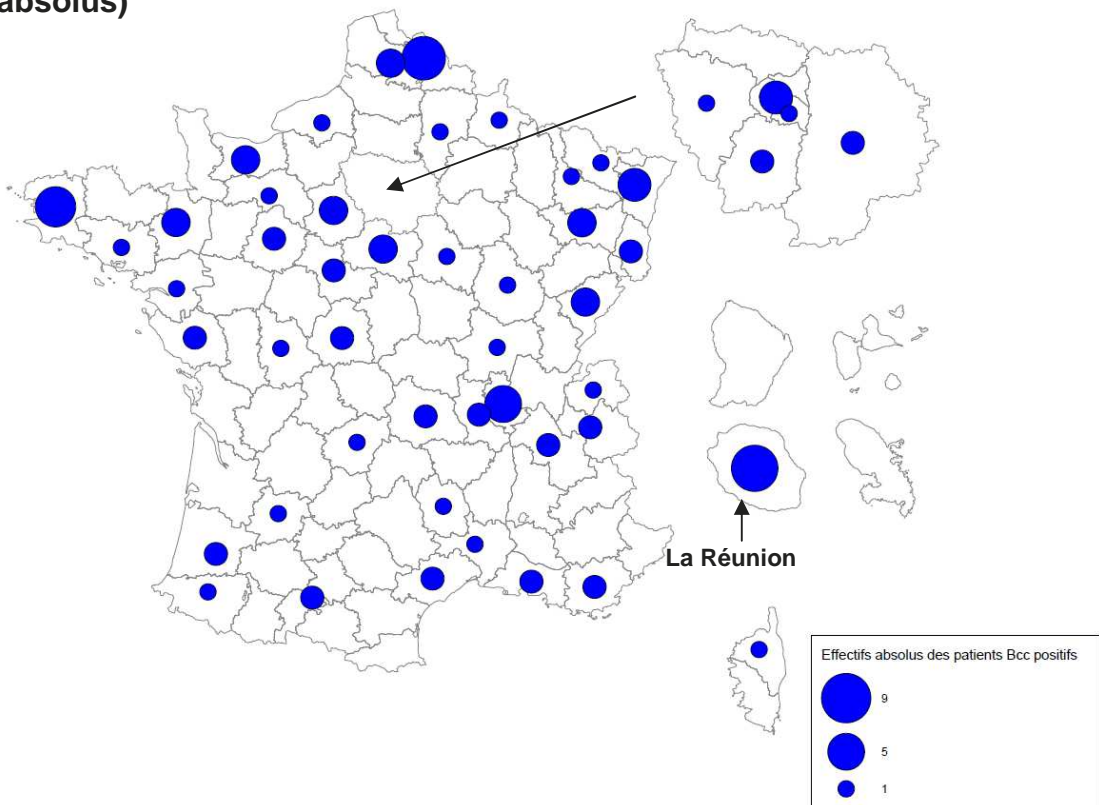 absolus)
La Réunion
Effectifs absolus des patients Bcc positifs
9
5
1